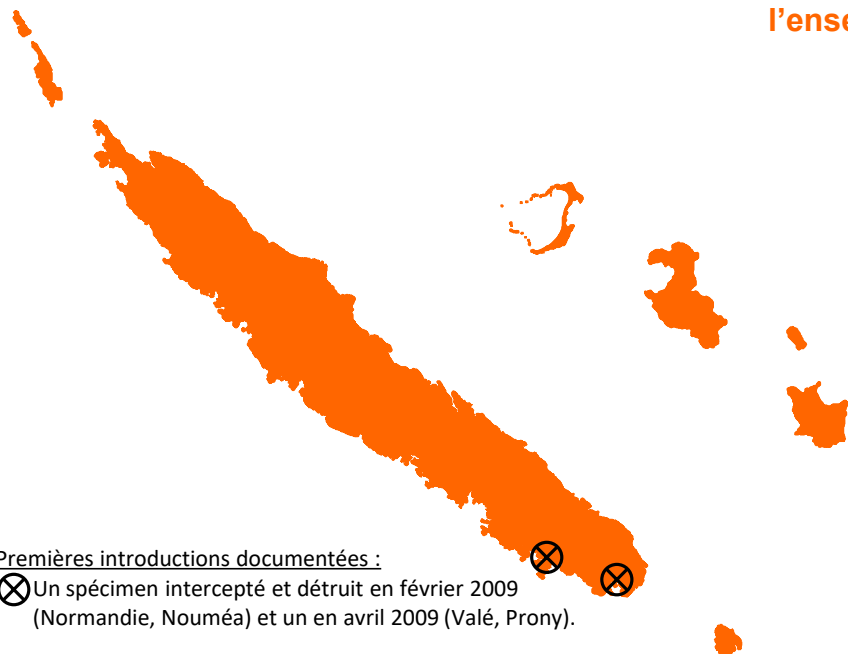 l’ense
Premières introductions documentées :
Un spécimen intercepté et détruit en février 2009
(Normandie, Nouméa) et un en avril 2009 (Valé, Prony).